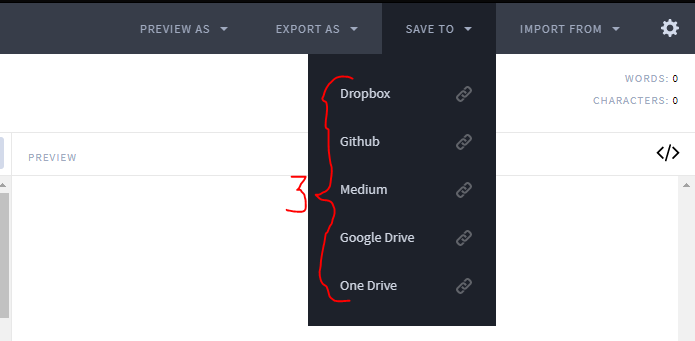 PREVIEW AS EXPORT AS SAVE TO IMPORT FROM
WORDS: 0
CHARACTERS: 0
PREVIEW </>
Dropbox
Github
Medium
3
Google Drive
One Drive